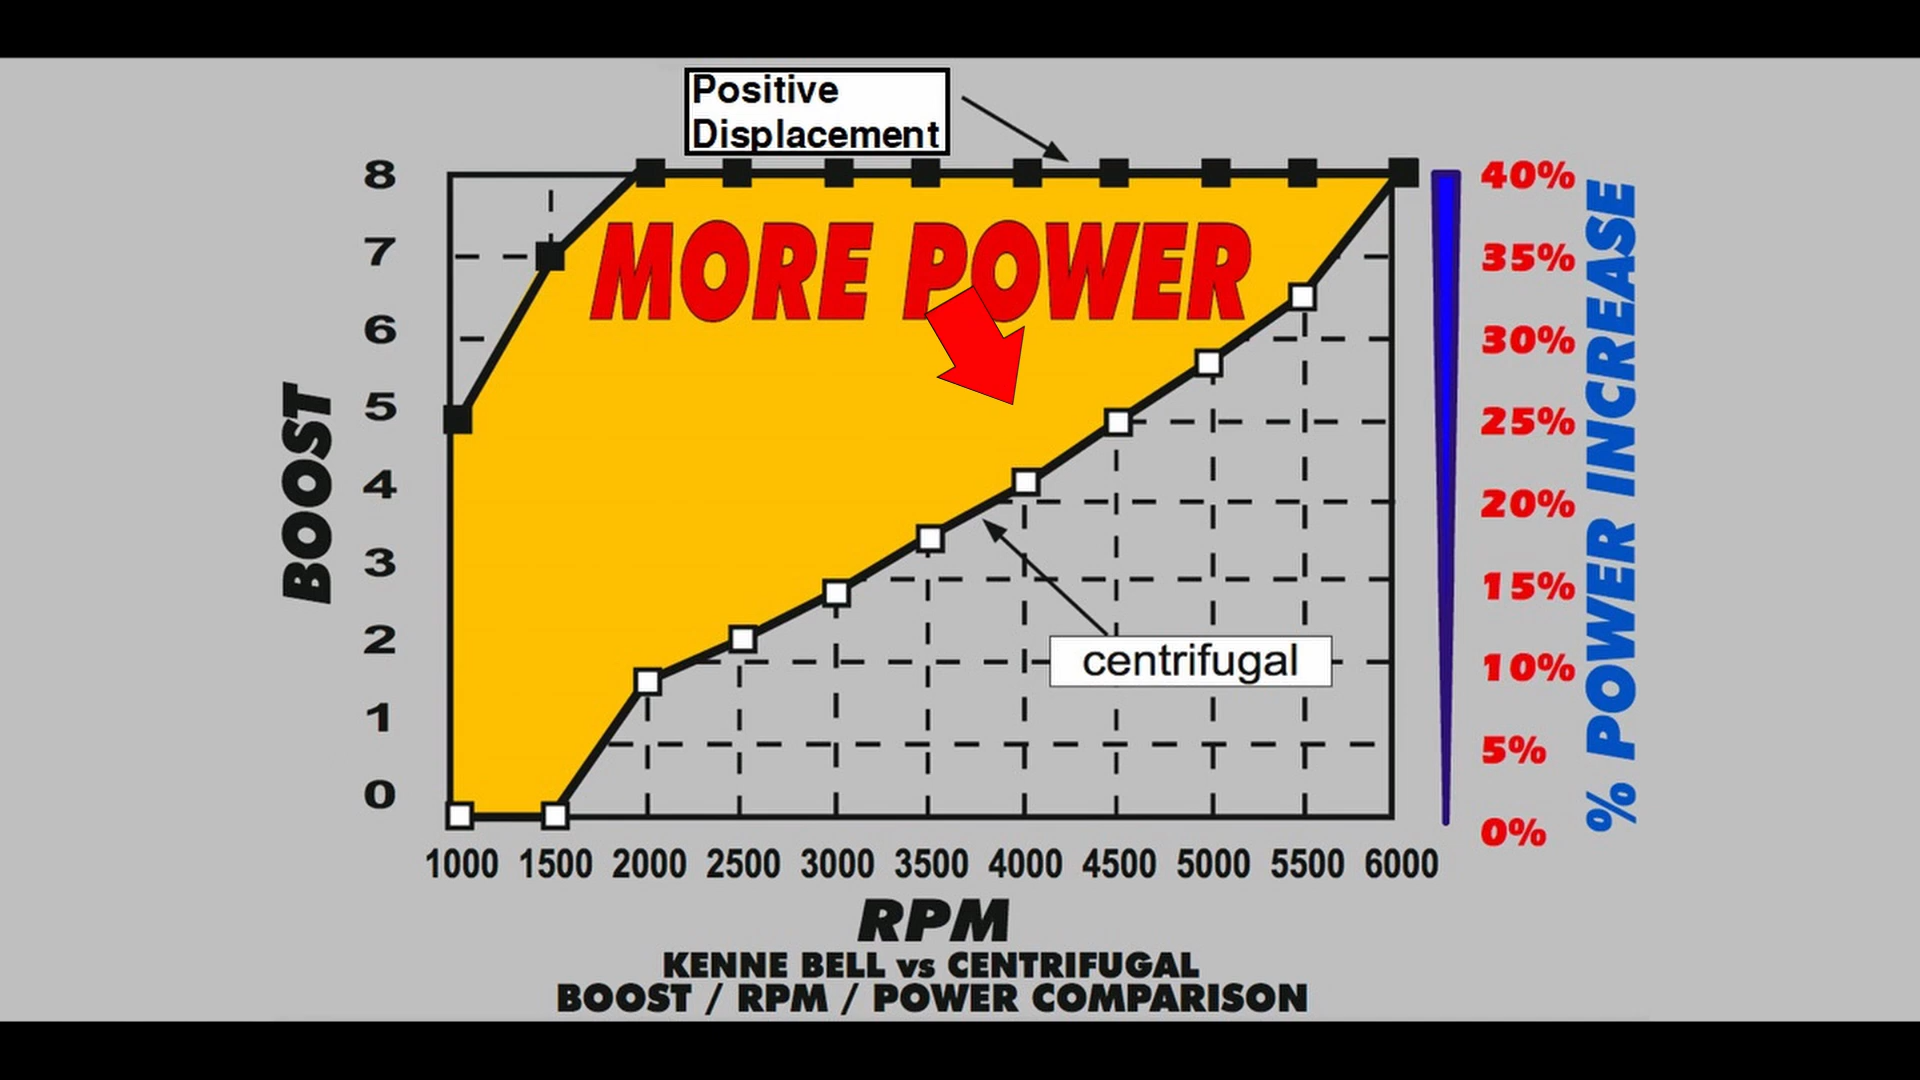 Positive
Displacement
8
7
6
5
4
3
2
1
0
BOOST
MORE POWER
centrifugal
40%
35%
30%
25%
20%
15%
10%
5%
0%
% POWER INCREASE
1000 1500 2000 2500 3000 3500 4000 4500 5000 5500 6000
RPM
KENNE BELL vs CENTRIFUGAL
BOOST / RPM / POWER COMPARISON